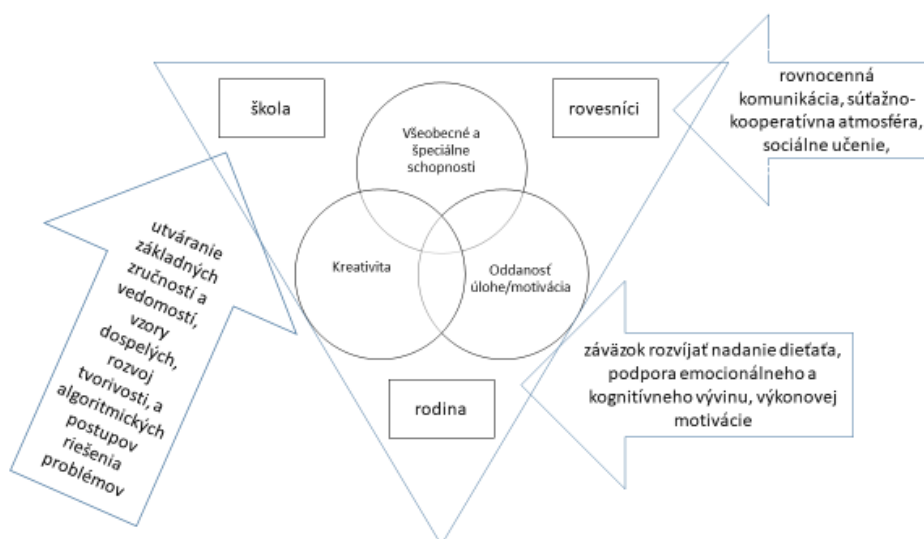 škola
Všeobecné a
špeciálne
schopnosti
rovesníci
rovnocenná
komunikácia, súťažno-
kooperatívna atmosféra,
sociálne učenie,
utváranie
základných
zručností a
vedomostí,
vzory
dospelých,
rozvoj
tvorivosti, a
algoritmických
postupov
riešenia
problémov
Kreativita
Oddanosť
úlohe/motivácia
rodina
záväzok rozvíjať nadanie dieťaťa,
podpora emocionálneho a
kognitívneho vývinu, výkonovej
motivácie